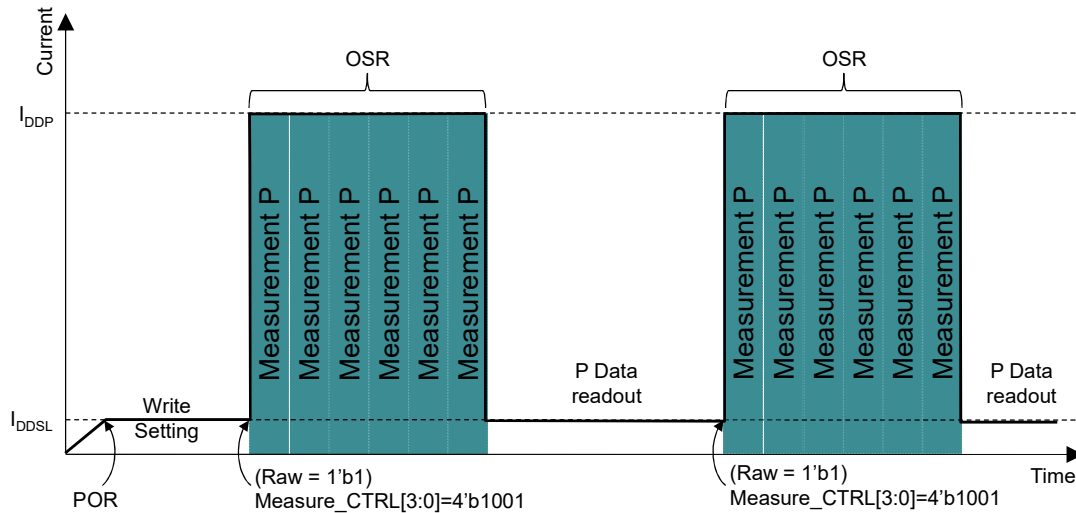 Current
OSR
OSR
I_DDP
Measurement P
Measurement P
Measurement P
Measurement P
Measurement P
Measurement P
Measurement P
Measurement P
Measurement P
Measurement P
Measurement P
Measurement P
I_DDSL
Write
Setting
P Data
readout
P Data
readout
POR
(Raw = 1’b1)
Measure_CTRL[3:0]=4’b1001
(Raw = 1’b1)
Measure_CTRL[3:0]=4’b1001
Time